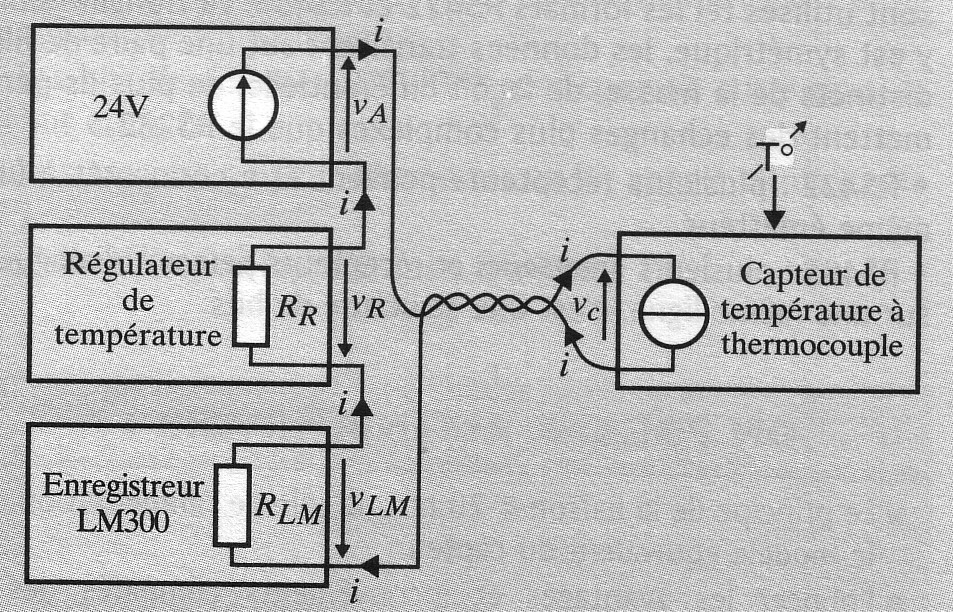 i
24V
v_A
T°
i
Régulateur
de
température
R_R
v_R
i
v_c
i
Capteur de
température à
thermocouple
i
Enregistreur
LM300
R_LM
v_LM
i